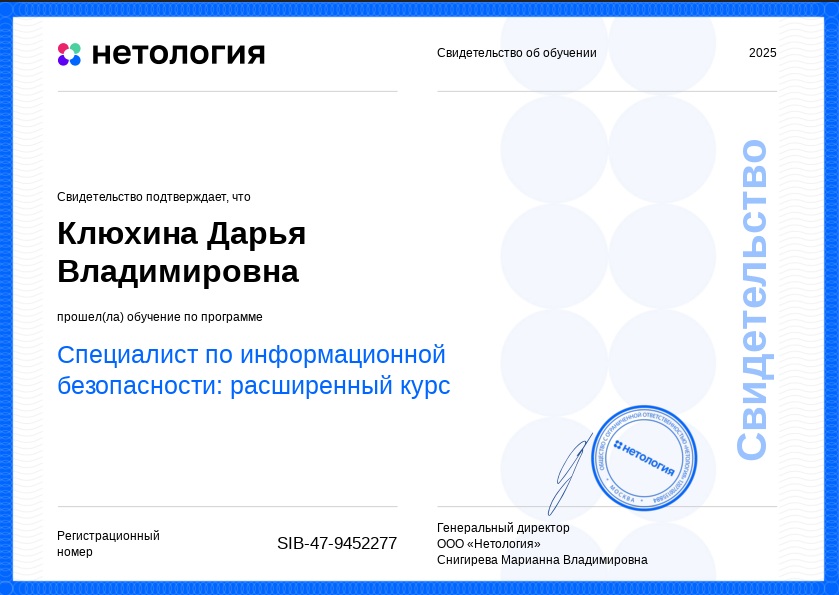 нетология
Свидетельство об обучении
2025
Свидетельство подтверждает, что
Клюхина Дарья
Владимировна
прошел(ла) обучение по программе
Специалист по информационной
безопасности: расширенный курс
Свидетельство
ОБЩЕСТВО С ОГРАНИЧЕННОЙ ОТВЕТСТВЕННОСТЬЮ «НЕТОЛОГИЯ»
МОСКВА
нетология
Регистрационный
номер
SIB-47-9452277
Генеральный директор
ООО «Нетология»
Снигирева Марианна Владимировна